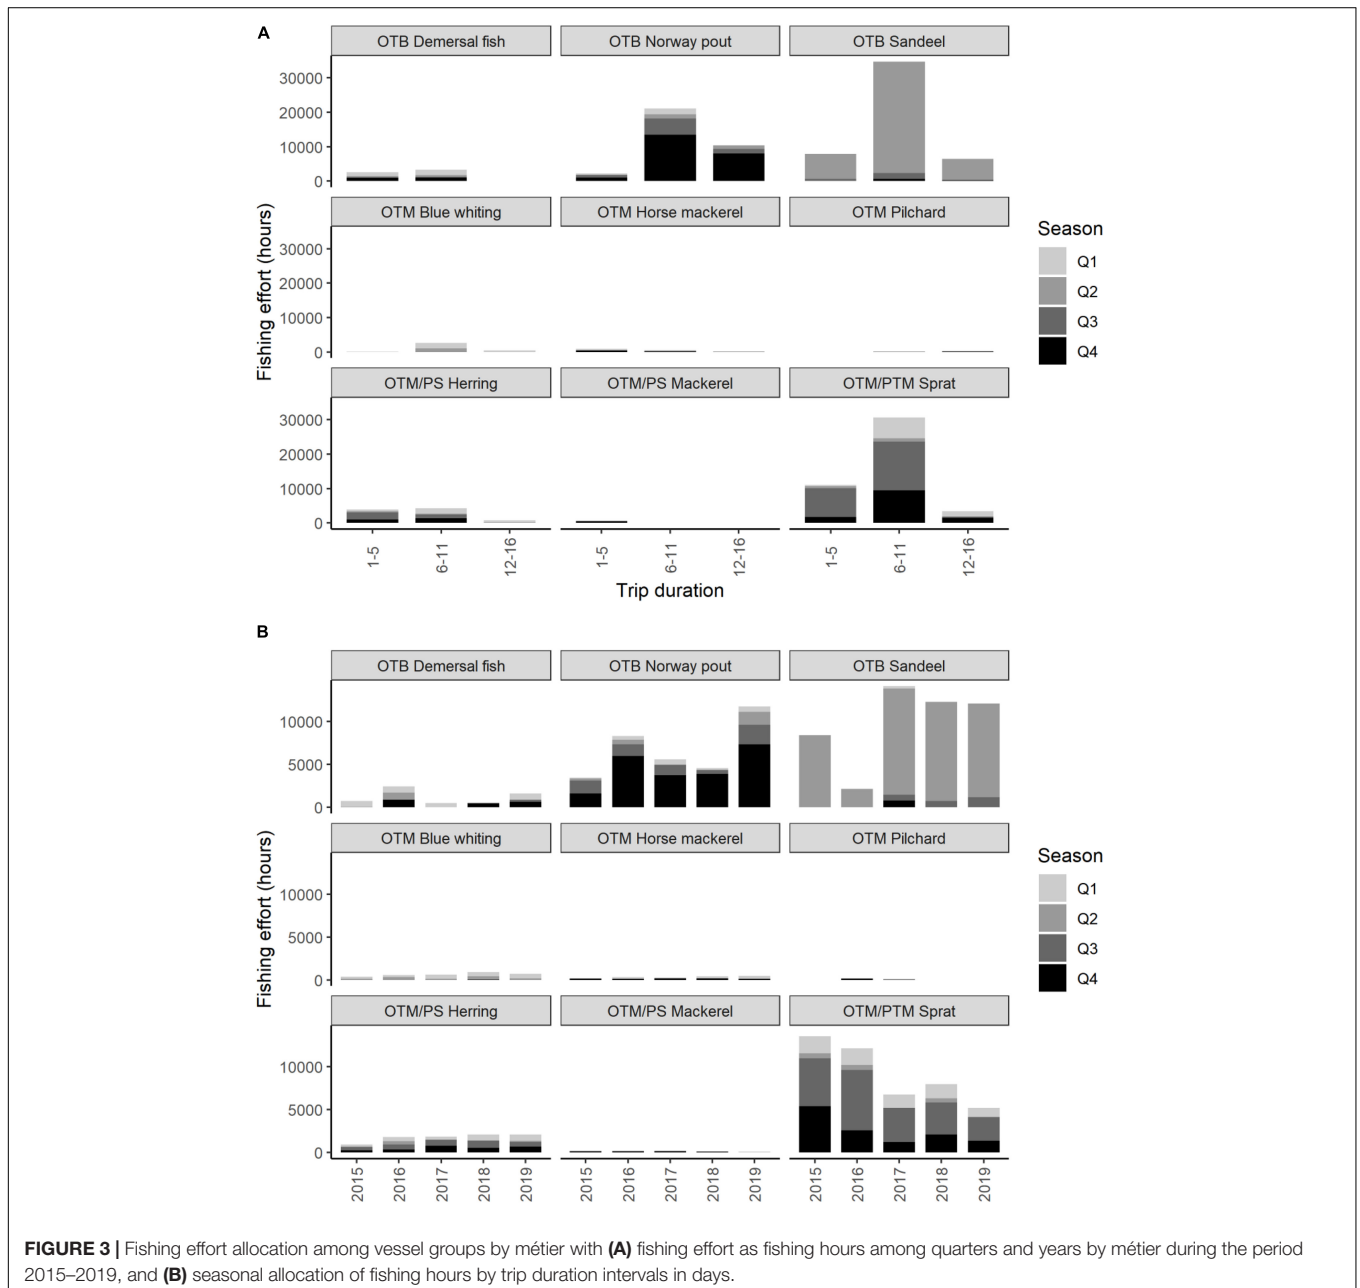 A
OTB Demersal fish
OTB Norway pout
OTB Sandeel
30000
20000
10000
0
OTM Blue whiting
OTM Horse mackerel
OTM Pilchard
30000
20000
10000
0
OTM/PS Herring
OTM/PS Mackerel
OTM/PTM Sprat
30000
20000
10000
0
Fishing effort (hours)
1-5
6-11
12-16
1-5
6-11
12-16
1-5
6-11
12-16
Trip duration
Season
Q1
Q2
Q3
Q4
B
OTB Demersal fish
OTB Norway pout
OTB Sandeel
10000
5000
0
OTM Blue whiting
OTM Horse mackerel
OTM Pilchard
10000
5000
0
OTM/PS Herring
OTM/PS Mackerel
OTM/PTM Sprat
10000
5000
0
Fishing effort (hours)
2015
2016
2017
2018
2019
2015
2016
2017
2018
2019
2015
2016
2017
2018
2019
Season
Q1
Q2
Q3
Q4
FIGURE 3 | Fishing effort allocation among vessel groups by métier with (A) fishing effort as fishing hours among quarters and years by métier during the period
2015–2019, and (B) seasonal allocation of fishing hours by trip duration intervals in days.